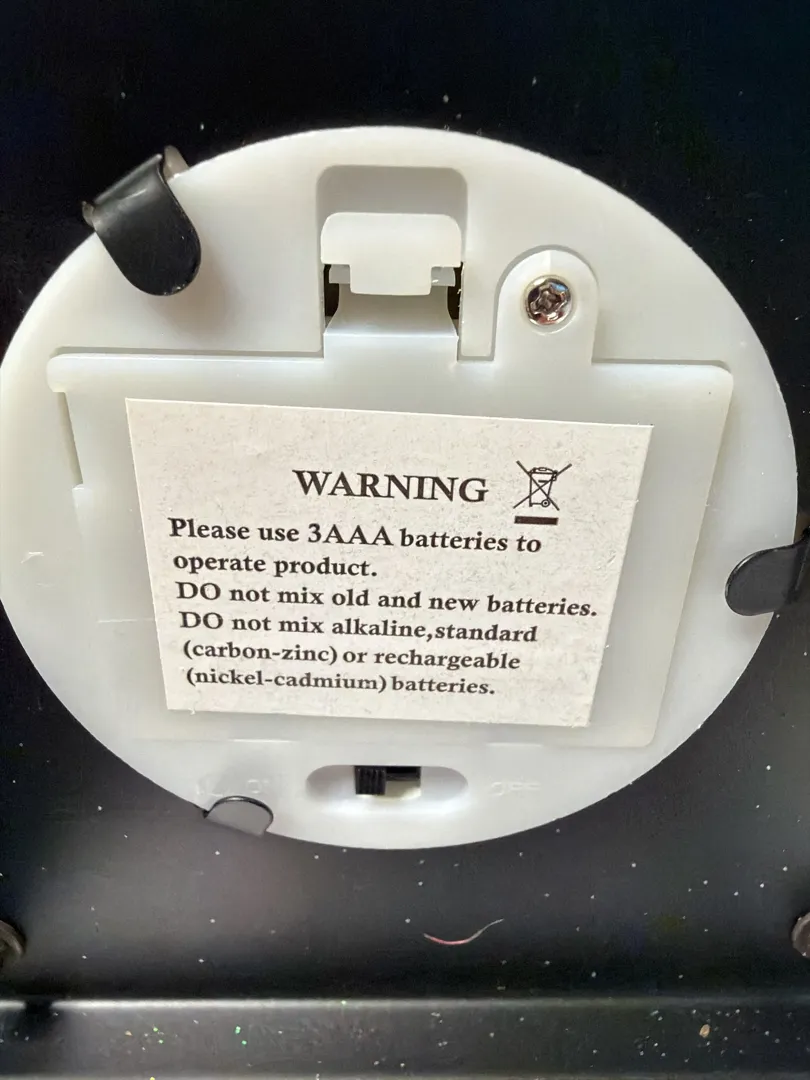 WARNING
Please use 3AAA batteries to
operate product.
DO not mix old and new batteries.
DO not mix alkaline,standard
(carbon-zinc) or rechargeable
(nickel-cadmium) batteries.
OFF